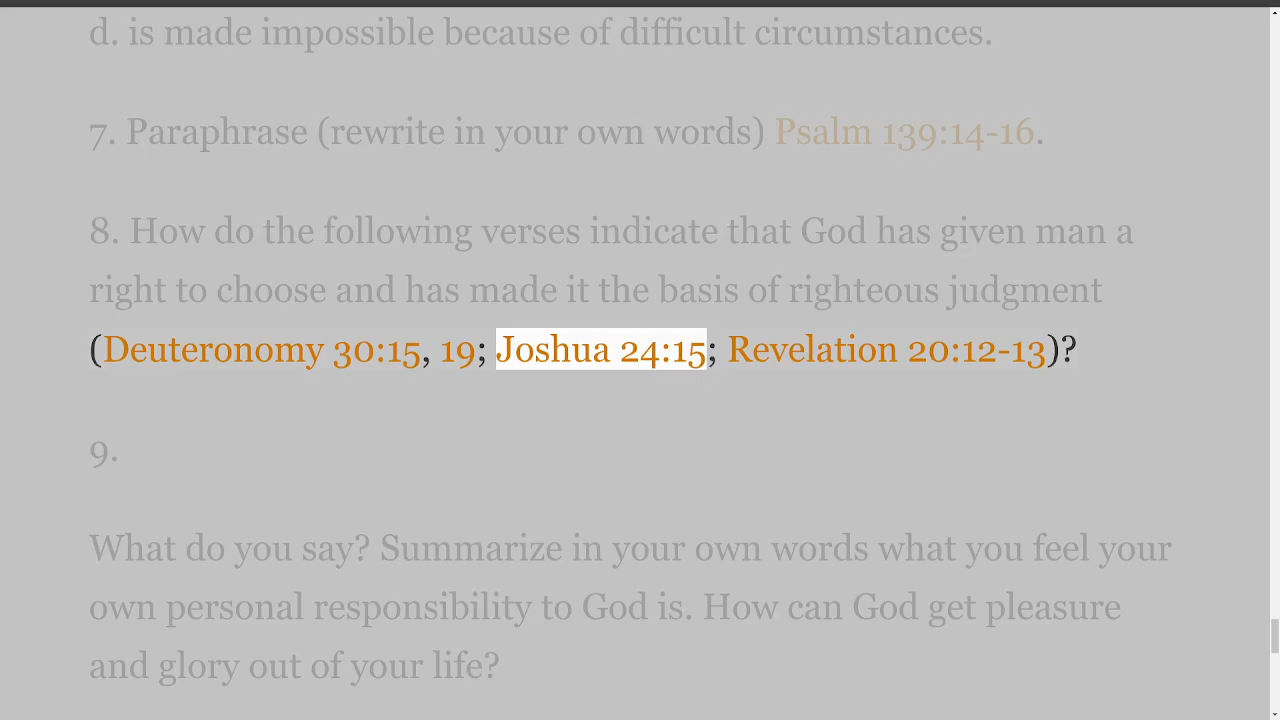 d. is made impossible because of difficult circumstances.
7. Paraphrase (rewrite in your own words) Psalm 139:14-16.
8. How do the following verses indicate that God has given man a
right to choose and has made it the basis of righteous judgment
(Deuteronomy 30:15, 19; Joshua 24:15; Revelation 20:12-13)?
9.
What do you say? Summarize in your own words what you feel your
own personal responsibility to God is. How can God get pleasure
and glory out of your life?